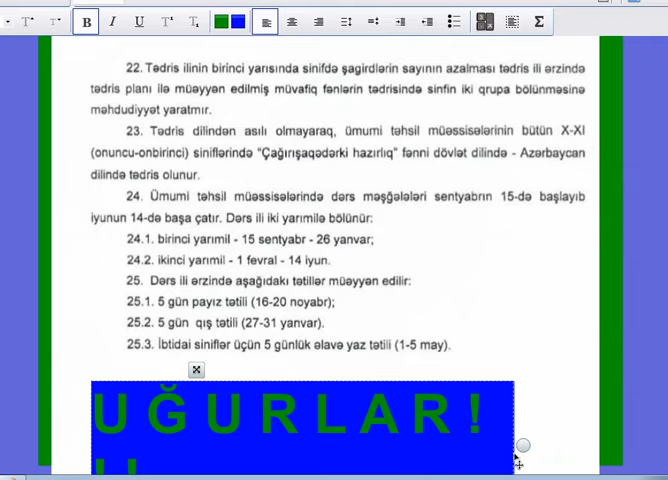 22. Tədris ilinin birinci yarısında sinifdə şagirdlərin sayının azalması tədris ili ərzində
tədris planı ilə müəyyən edilmiş müvafiq fənlərin tədrisində sinfin iki qrupa bölünməsinə
məhdudiyyət yaratmır.
23. Tədris dilindən asılı olmayaraq, ümumi təhsil müəssisələrinin bütün X-XI
(onuncu-onbirinci) siniflərində “Çağırışaqədərki hazırlıq” fənni dövlət dilində - Azərbaycan
dilində tədris olunur.
24. Ümumi təhsil müəssisələrində dərs məşğələləri sentyabrın 15-də başlayıb
iyunun 14-də başa çatır. Dərs ili iki yarımilə bölünür:
24.1. birinci yarımil - 15 sentyabr - 26 yanvar;
24.2. ikinci yarımil - 1 fevral - 14 iyun.
25. Dərs ili ərzində aşağıdakı tətillər müəyyən edilir:
25.1. 5 gün payız tətili (16-20 noyabr);
25.2. 5 gün qış tətili (27-31 yanvar).
25.3. İbtidai siniflər üçün 5 günlük əlavə yaz tətili (1-5 may).
UĞURLAR!
!!